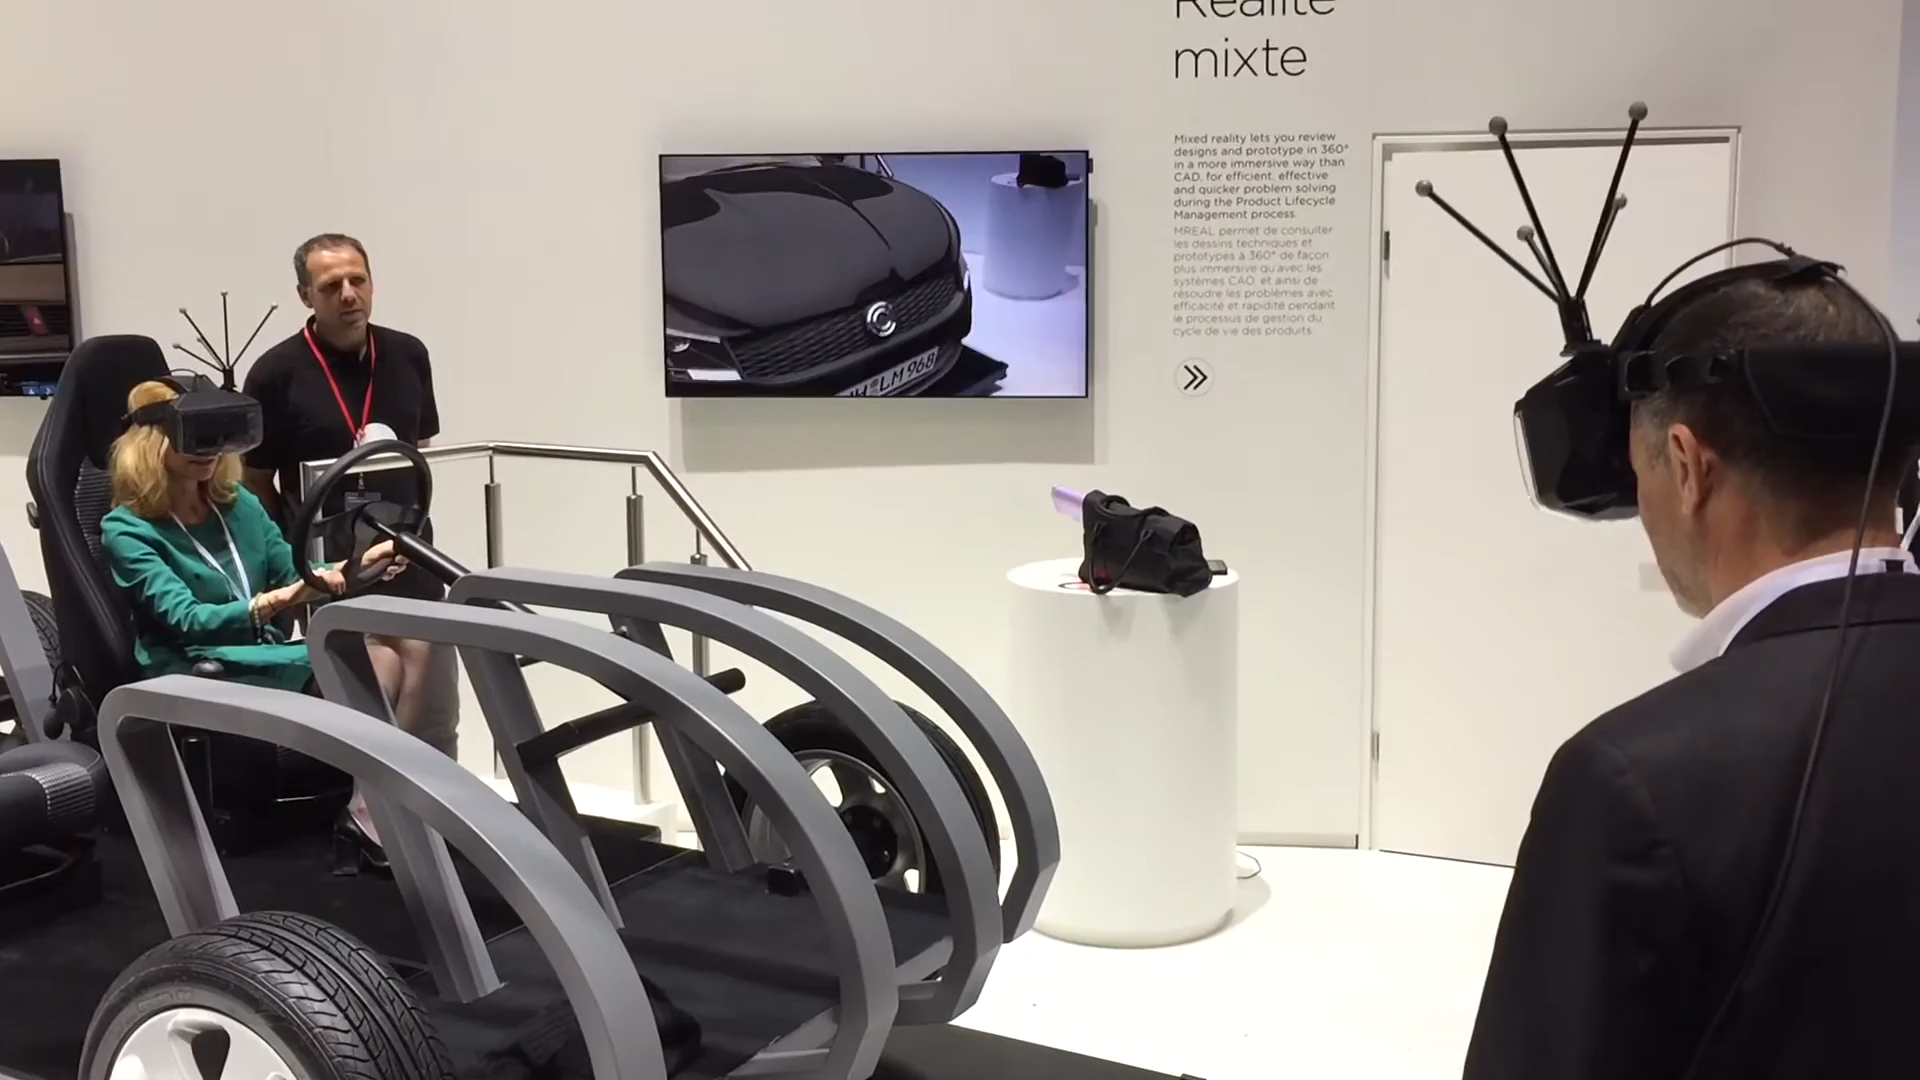 Réalité
mixte
Mixed reality lets you review
designs and prototype in 360°
in a more immersive way than
CAD, for efficient, effective
and quicker problem solving
during the Product Lifecycle
Management process.
MREAL permet de consulter
les dessins techniques et
prototypes à 360° de façon
plus immersive qu'avec les
systèmes CAO, et ainsi de
résoudre les problèmes avec
efficacité et rapidité pendant
le processus de gestion du
cycle de vie des produits.
LM 968